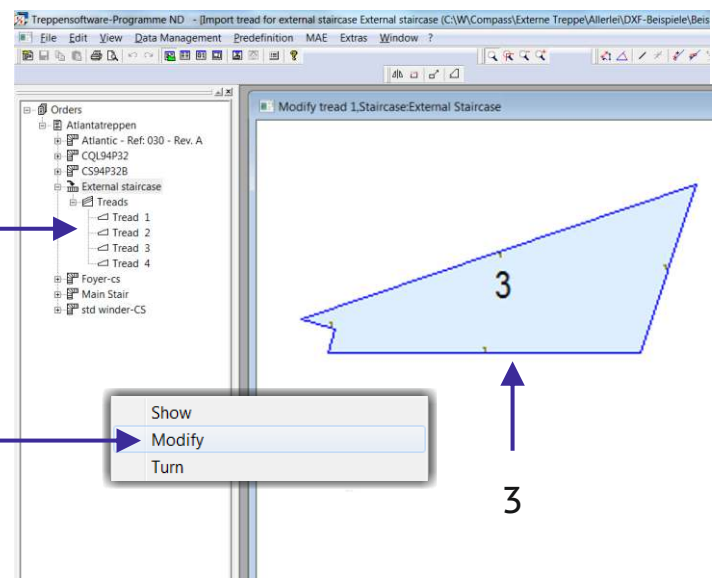 Treppensoftware-Programme ND - [Import tread for external staircase External staircase (C:\W\Compass\Externe Treppe\Allerlei\DXF-Beispiele\Beis
File Edit View Data Management Predefinition MAE Extras Window ?
Orders
Atlantatreppen
Atlantic - Ref: 030 - Rev. A
CQL94P32
CS94P32B
External staircase
Treads
Tread 1
Tread 2
Tread 3
Tread 4
Foyer-cs
Main Stair
std winder-CS
Modify tread 1,Staircase:External Staircase
3
Show
Modify
Turn
3